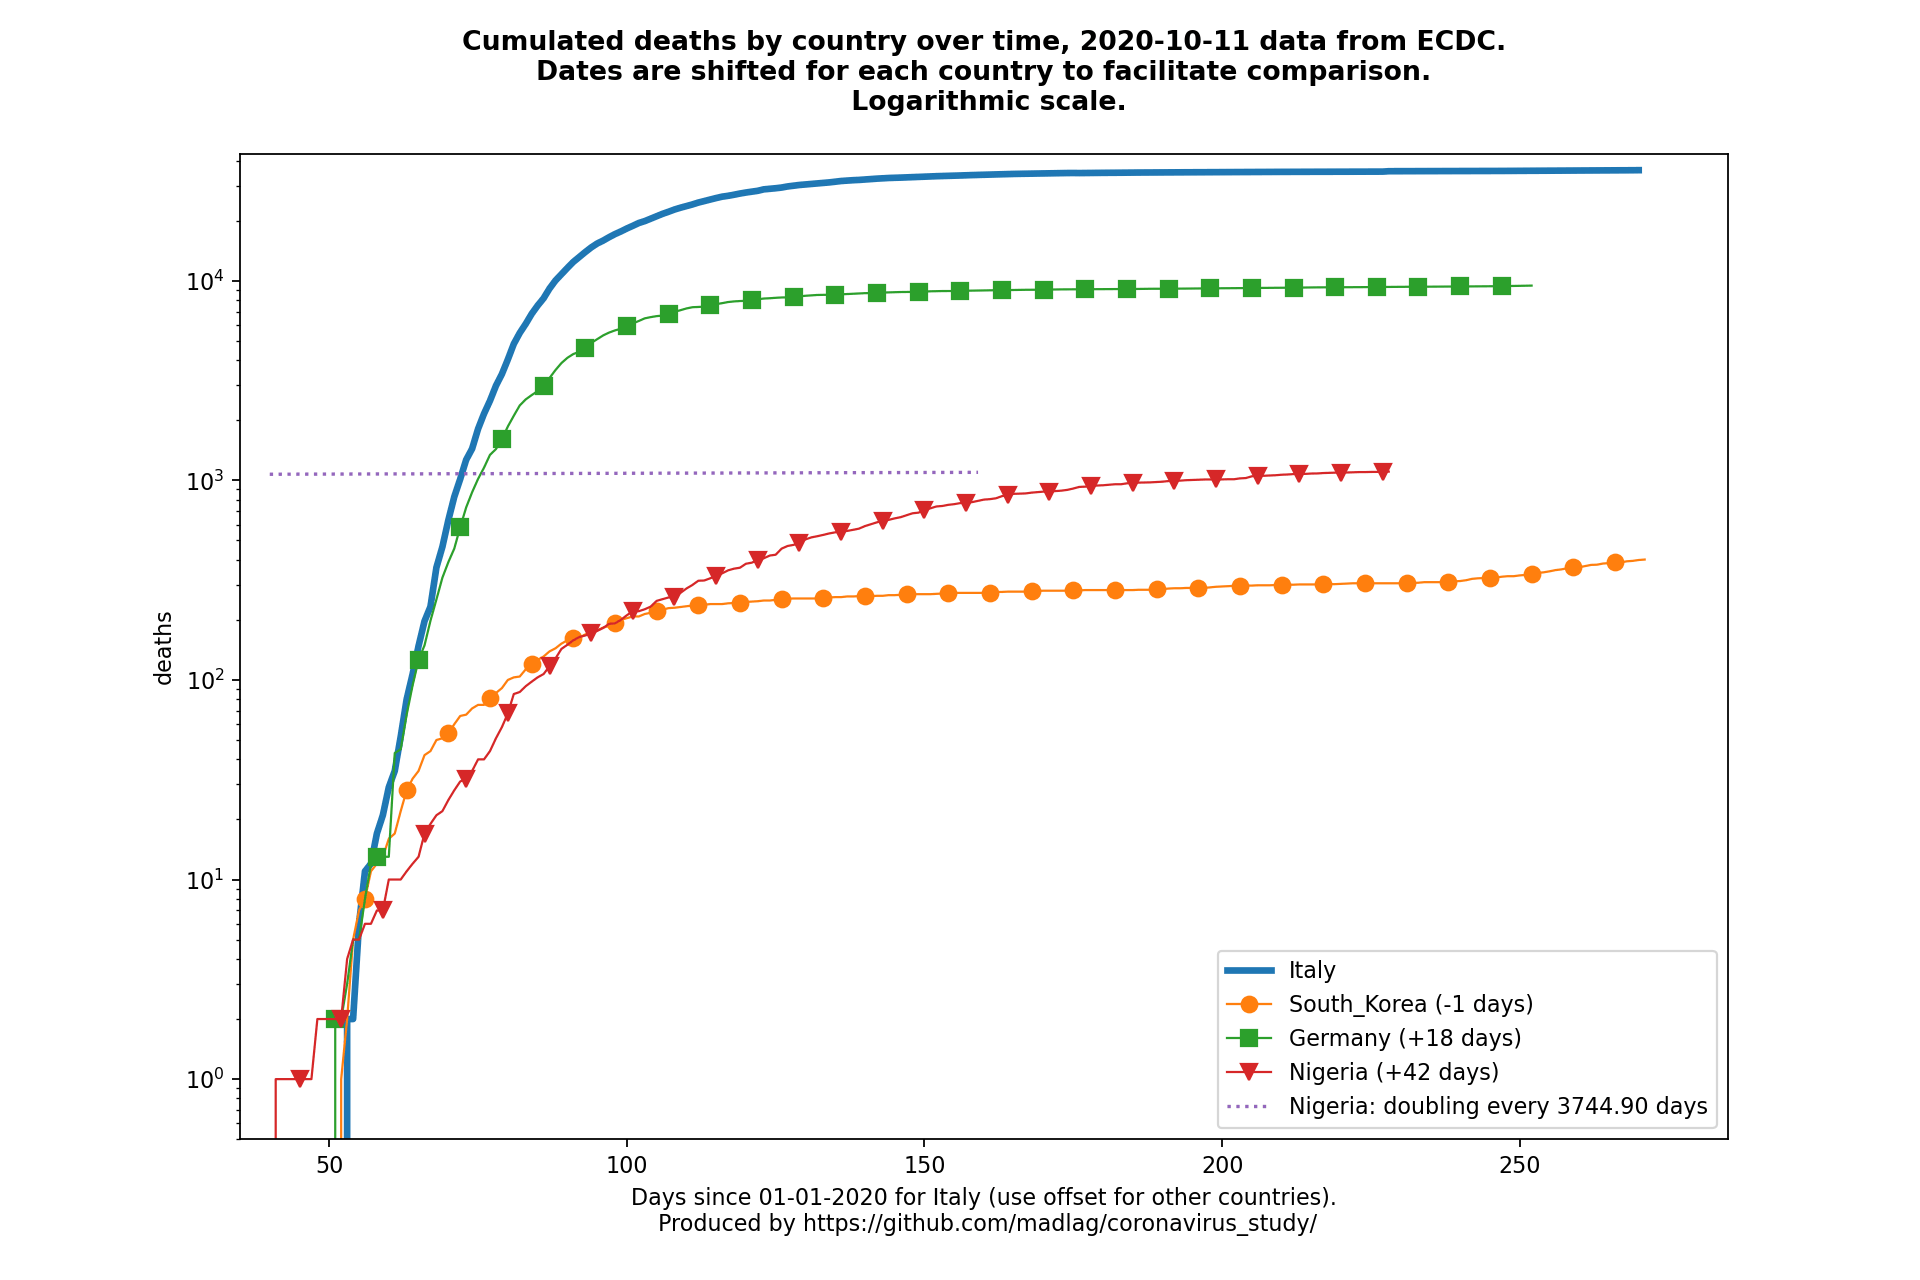 Cumulated deaths by country over time, 2020-10-11 data from ECDC.
Dates are shifted for each country to facilitate comparison.
Logarithmic scale.
deaths
10^4
10^3
10^2
10^1
10^0
Italy
South_Korea (-1 days)
Germany (+18 days)
Nigeria (+42 days)
Nigeria: doubling every 3744.90 days
50 100 150 200 250
Days since 01-01-2020 for Italy (use offset for other countries).
Produced by https://github.com/madlag/coronavirus_study/